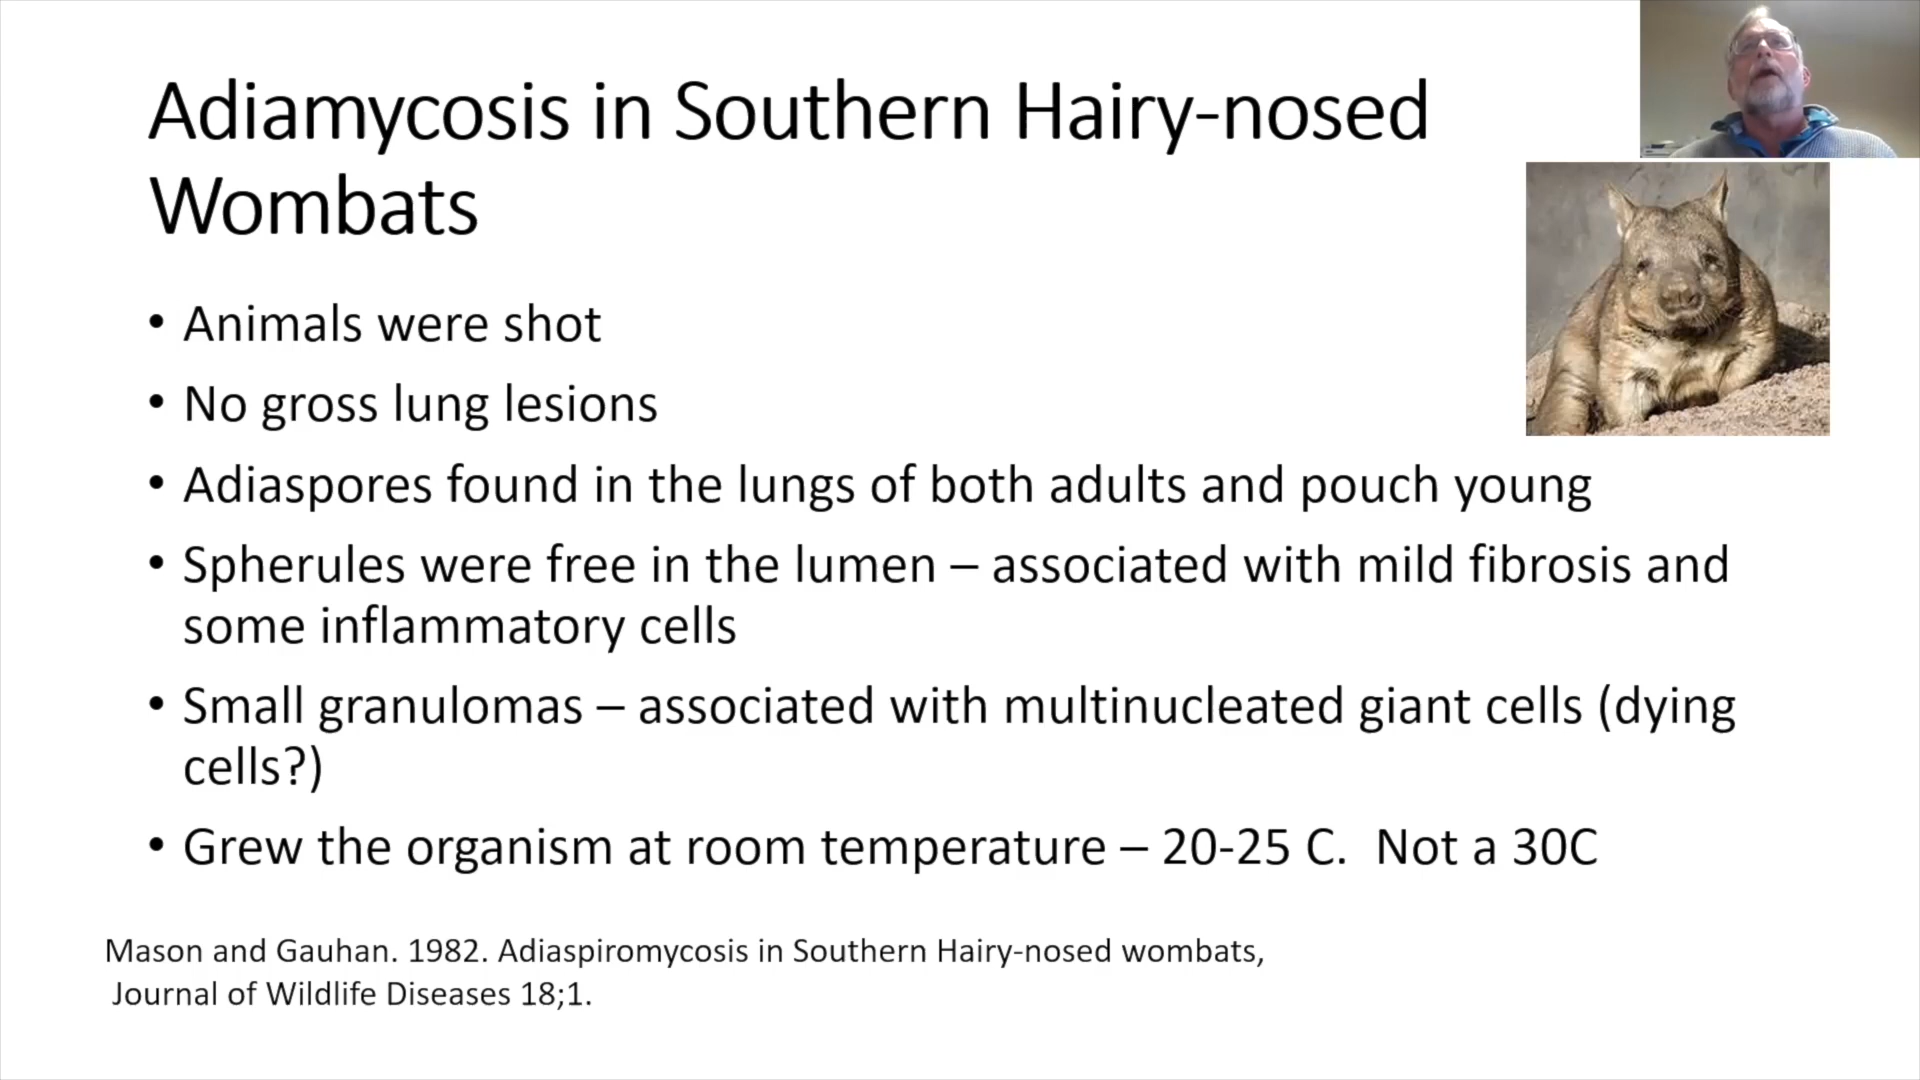 Adiamycosis in Southern Hairy-nosed
Wombats
• Animals were shot
• No gross lung lesions
• Adiaspores found in the lungs of both adults and pouch young
• Spherules were free in the lumen – associated with mild fibrosis and
some inflammatory cells
• Small granulomas – associated with multinucleated giant cells (dying
cells?)
• Grew the organism at room temperature – 20-25 C.  Not a 30C
Mason and Gauhan. 1982. Adiaspiromycosis in Southern Hairy-nosed wombats,
Journal of Wildlife Diseases 18;1.